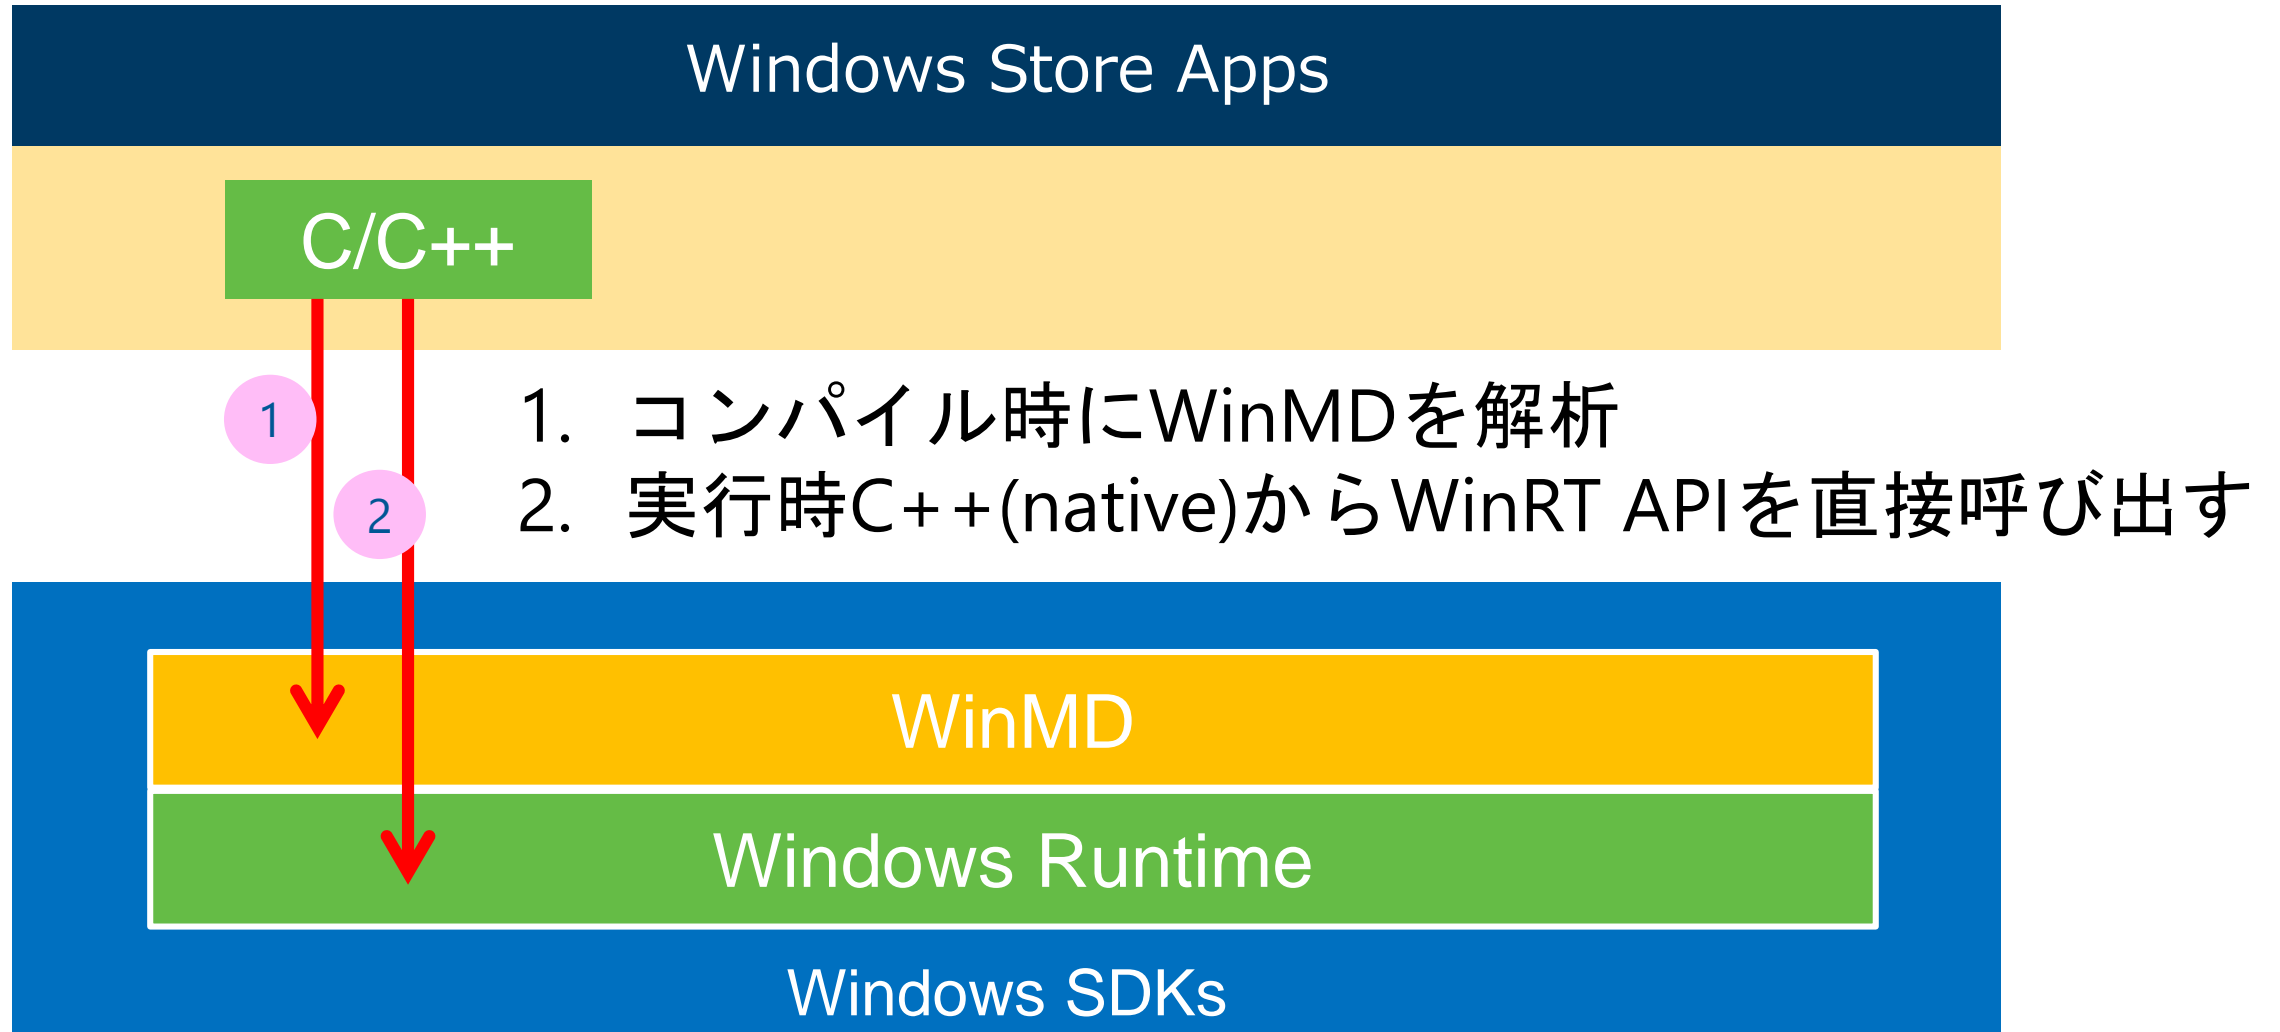 Windows Store Apps
C/C++
1
1. コンパイル時にWinMDを解析
2
2. 実行時C++(native)からWinRT APIを直接呼び出す
WinMD
Windows Runtime
Windows SDKs